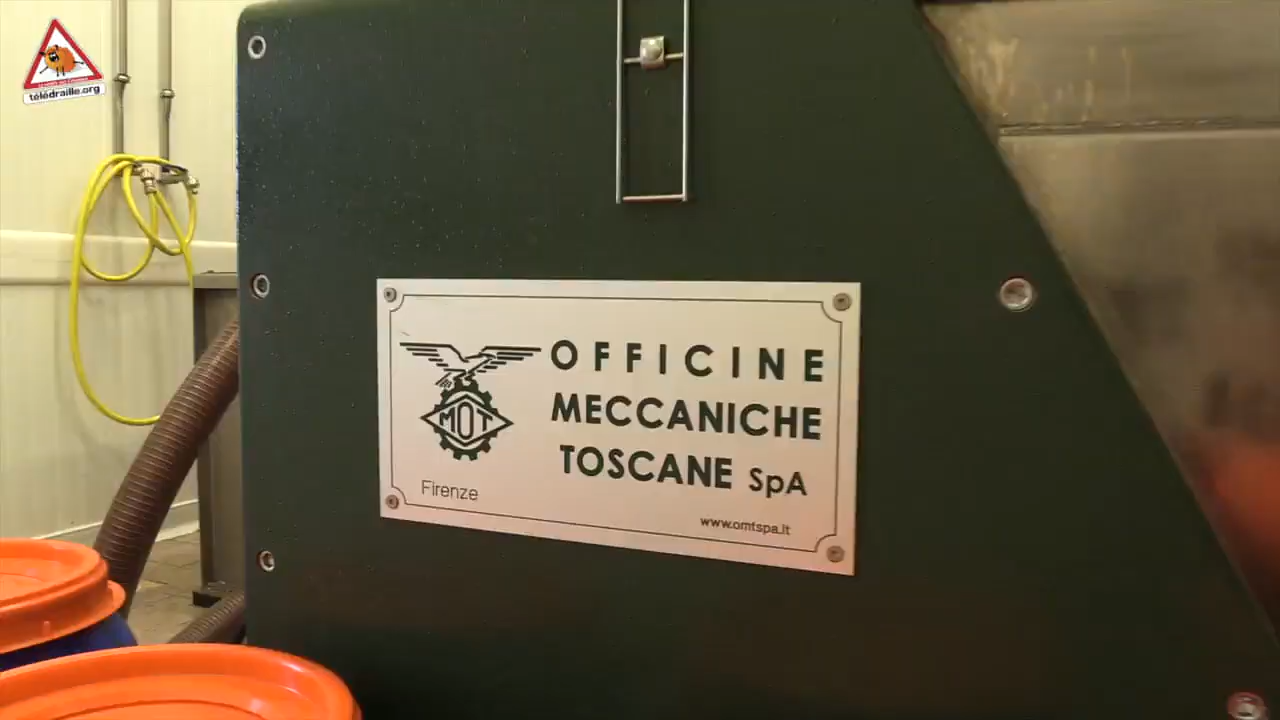 télédraille.org
OFFICINE
MECCANICHE
TOSCANE SpA
MOT
Firenze
www.omtspa.it